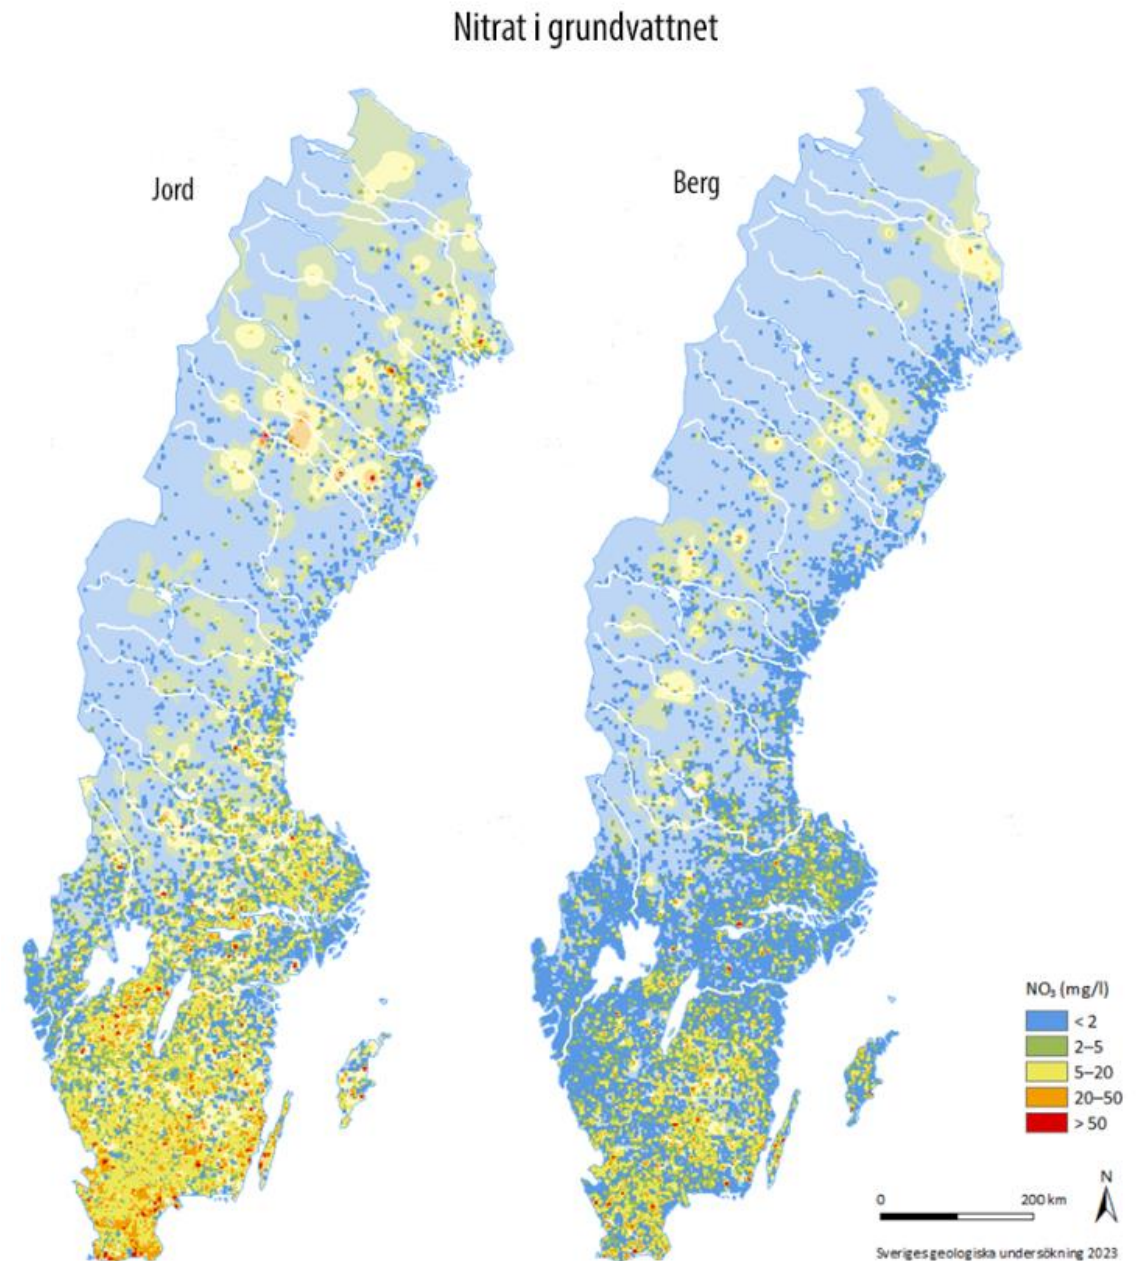 Nitrat i grundvattnet
Jord
Berg
NO₃ (mg/l)
< 2
2–5
5–20
20–50
> 50
N
0 200 km
Sveriges geologiska undersökning 2023